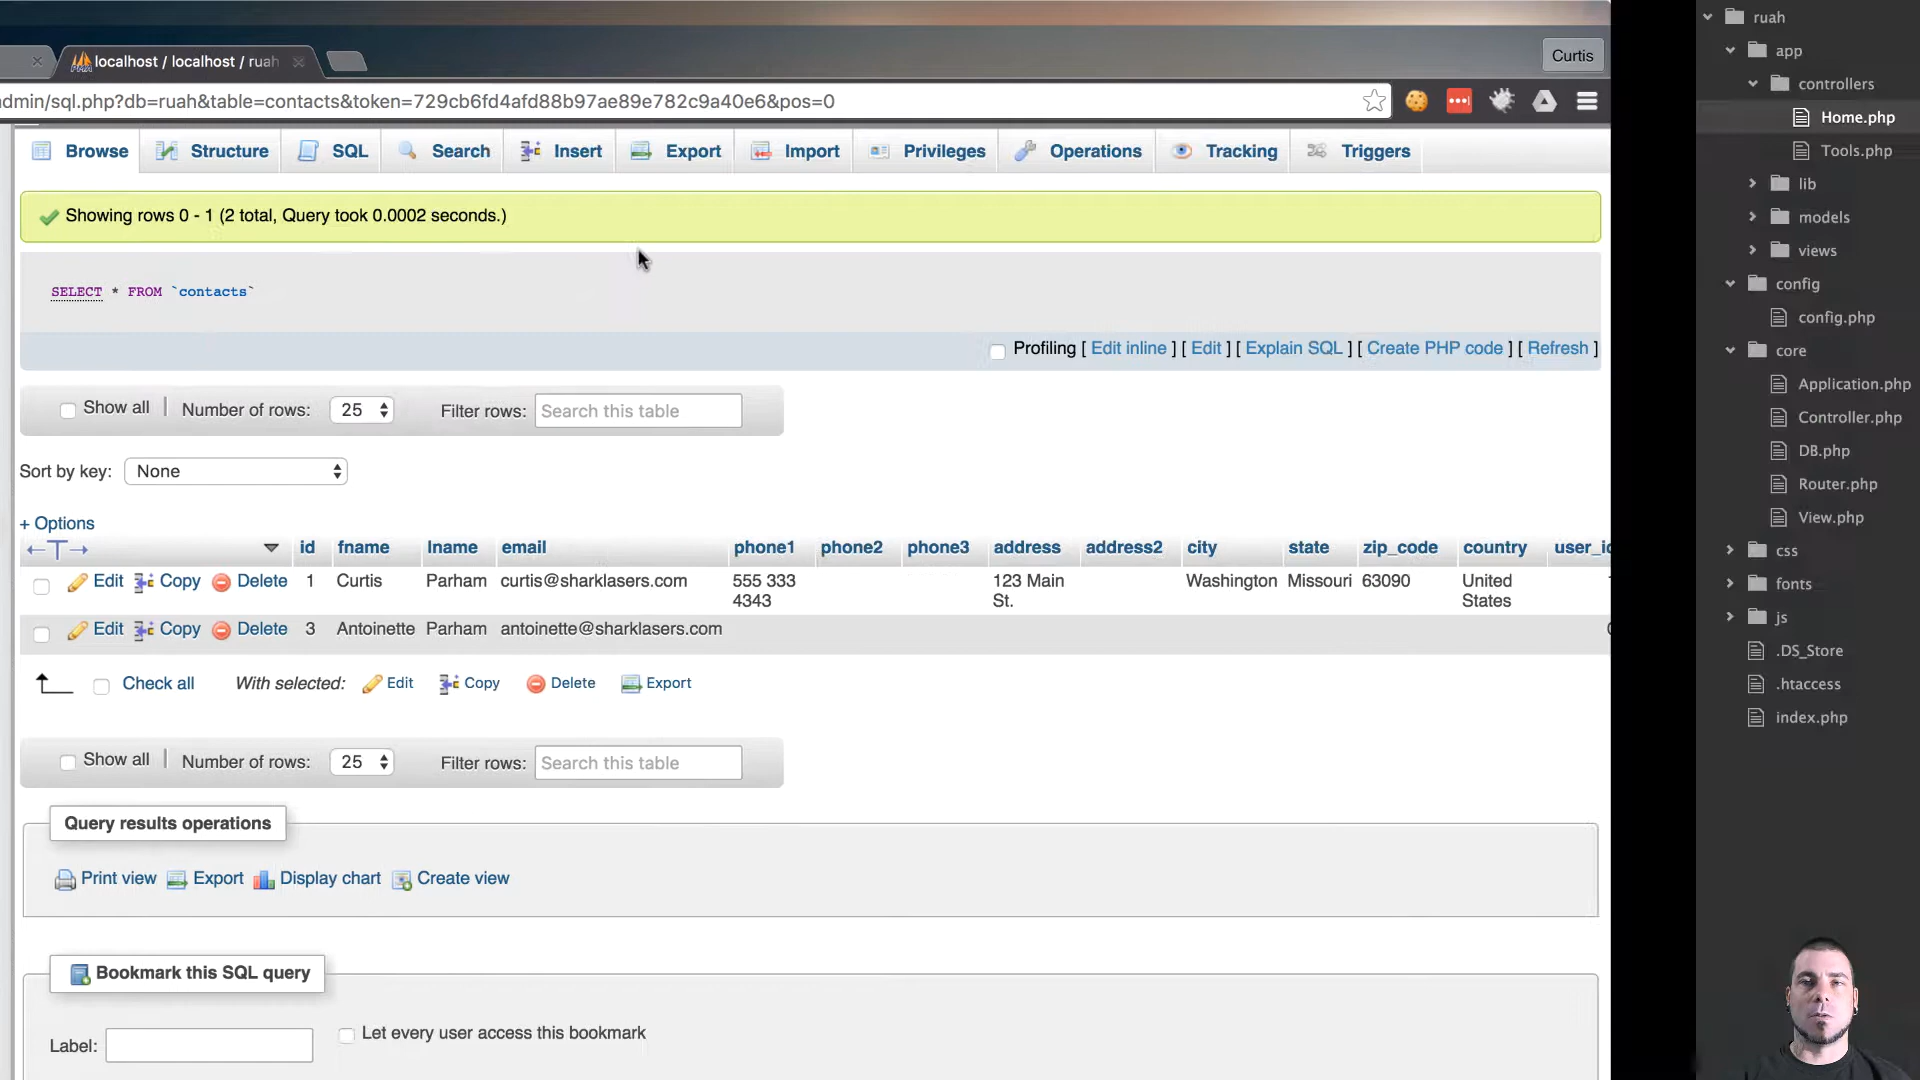 localhost / localhost / ruah
Curtis
dmin/sql.php?db=ruah&table=contacts&token=729cb6fd4afd88b97ae89e782c9a40e6&pos=0
Browse Structure SQL Search Insert Export Import Privileges Operations Tracking Triggers
Showing rows 0 - 1 (2 total, Query took 0.0002 seconds.)
SELECT * FROM `contacts`
Profiling [ Edit inline ] [ Edit ] [ Explain SQL ] [ Create PHP code ] [ Refresh ]
Show all | Number of rows: 25 Filter rows: Search this table
Sort by key: None
+ Options
←T→ id fname lname email phone1 phone2 phone3 address address2 city state zip_code country user_i
Edit Copy Delete 1 Curtis Parham curtis@sharklasers.com 555 333 123 Main Washington Missouri 63090 United
4343 St. States
Edit Copy Delete 3 Antoinette Parham antoinette@sharklasers.com
Check all With selected: Edit Copy Delete Export
Show all | Number of rows: 25 Filter rows: Search this table
Query results operations
Print view Export Display chart Create view
Bookmark this SQL query
Label: Let every user access this bookmark
ruah
app
controllers
Home.php
Tools.php
lib
models
views
config
config.php
core
Application.php
Controller.php
DB.php
Router.php
View.php
css
fonts
js
.DS_Store
.htaccess
index.php